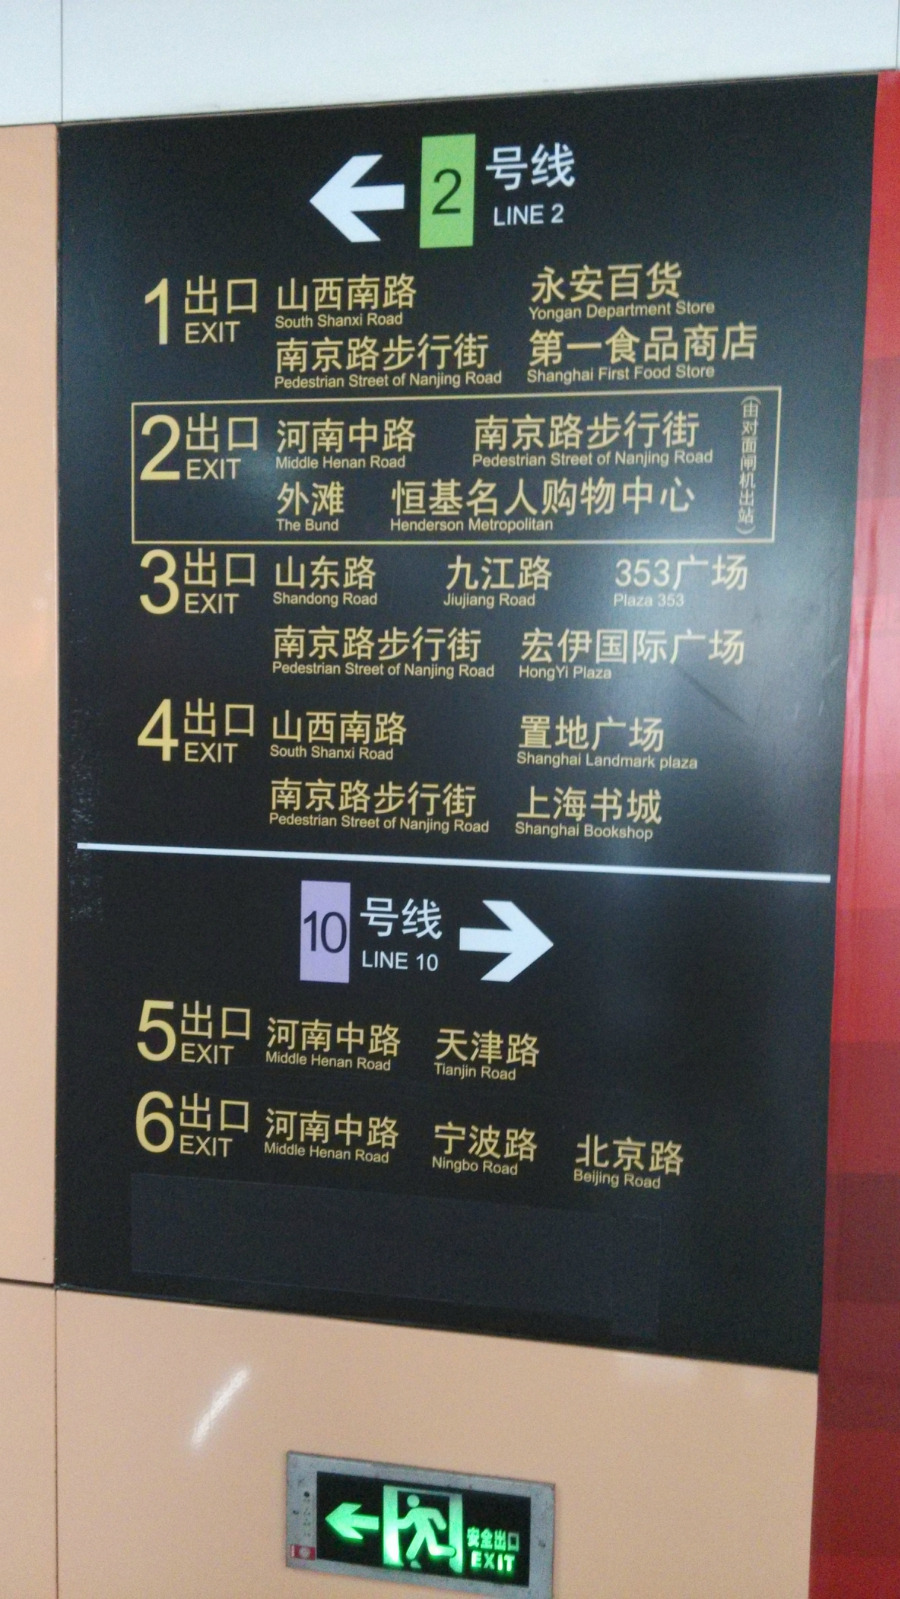 2 号线
LINE 2
1 出口 山西南路 永安百货
EXIT South Shanxi Road Yongan Department Store
南京路步行街 第一食品商店
Pedestrian Street of Nanjing Road Shanghai First Food Store
2 出口 河南中路 南京路步行街
EXIT Middle Henan Road Pedestrian Street of Nanjing Road
外滩 恒基名人购物中心
The Bund Henderson Metropolitan
(由对面闸机出站)
3 出口 山东路 九江路 353广场
EXIT Shandong Road Jiujiang Road Plaza 353
南京路步行街 宏伊国际广场
Pedestrian Street of Nanjing Road HongYi Plaza
4 出口 山西南路 置地广场
EXIT South Shanxi Road Shanghai Landmark plaza
南京路步行街 上海书城
Pedestrian Street of Nanjing Road Shanghai Bookshop
10 号线
LINE 10
5 出口 河南中路 天津路
EXIT Middle Henan Road Tianjin Road
6 出口 河南中路 宁波路 北京路
EXIT Middle Henan Road Ningbo Road Beijing Road
安全出口
EXIT